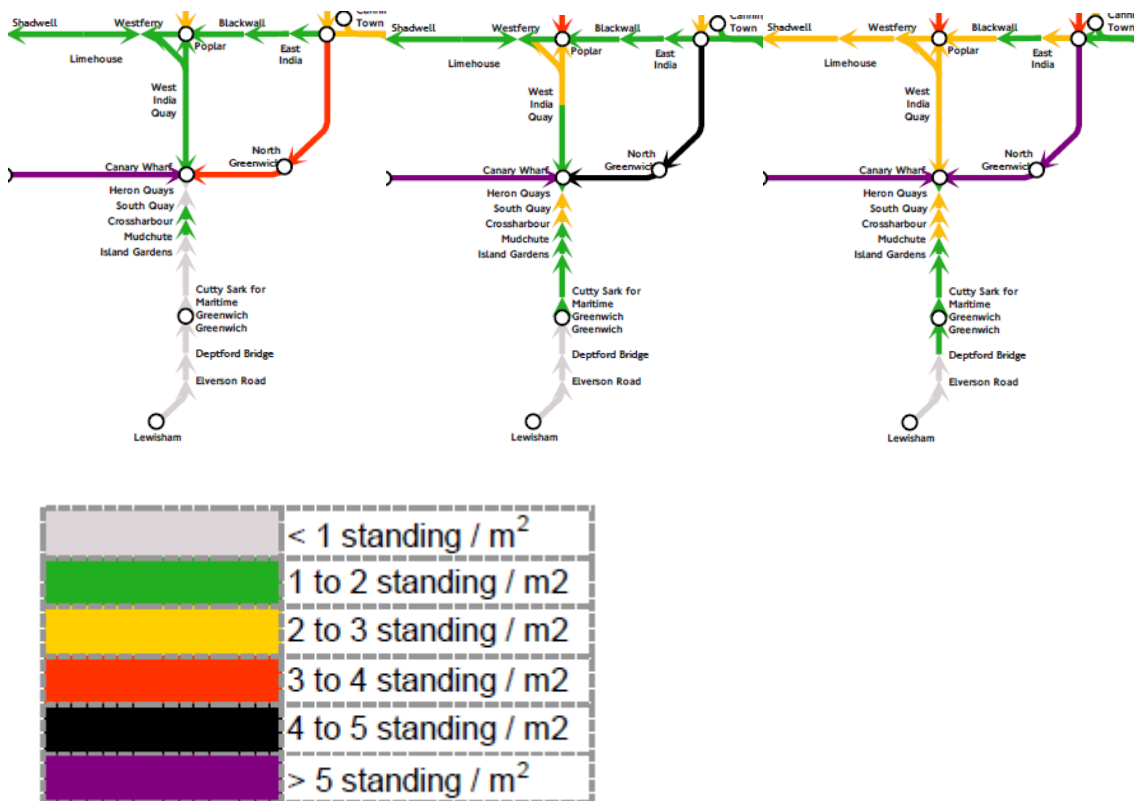 Shadwell
Westferry
Blackwall
Poplar
East
India
Town
Limehouse
West
India
Quay
North
Greenwich
Canary Wharf
Heron Quays
South Quay
Crossharbour
Mudchute
Island Gardens
Cutty Sark for
Maritime
Greenwich
Greenwich
Deptford Bridge
Elverson Road
Lewisham
Shadwell
Westferry
Blackwall
Poplar
East
India
Town
Limehouse
West
India
Quay
North
Greenwich
Canary Wharf
Heron Quays
South Quay
Crossharbour
Mudchute
Island Gardens
Cutty Sark for
Maritime
Greenwich
Greenwich
Deptford Bridge
Elverson Road
Lewisham
Shadwell
Westferry
Blackwall
Poplar
East
India
Town
Limehouse
West
India
Quay
North
Greenwich
Canary Wharf
Heron Quays
South Quay
Crossharbour
Mudchute
Island Gardens
Cutty Sark for
Maritime
Greenwich
Greenwich
Deptford Bridge
Elverson Road
Lewisham
< 1 standing / m²
1 to 2 standing / m2
2 to 3 standing / m2
3 to 4 standing / m2
4 to 5 standing / m2
> 5 standing / m²